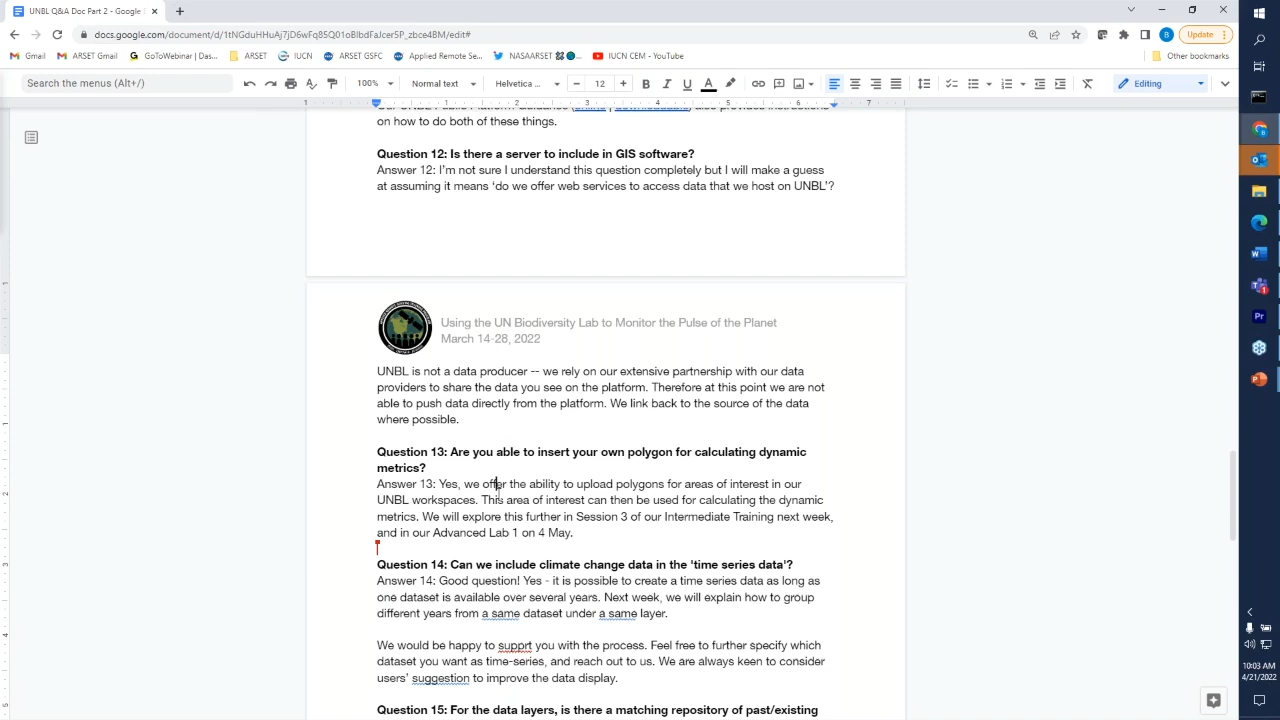 UNBL Q&A Doc Part 2 - Google
docs.google.com/document/d/1tNGduHHuAj7jD6wFq85Q01oBlbdFaJcer5P_zbce4BM/edit#
Update
Gmail
ARSET Gmail
GoToWebinar | Das...
ARSET
IUCN
ARSET GSFC
Applied Remote Se...
NASAARSET
IUCN CEM - YouTube
Other bookmarks
Search the menus (Alt+/)
100%
Normal text
Helvetica ...
12
Editing
on how to do both of these things.
Question 12: Is there a server to include in GIS software?
Answer 12: I'm not sure I understand this question completely but I will make a guess
at assuming it means 'do we offer web services to access data that we host on UNBL'?
Using the UN Biodiversity Lab to Monitor the Pulse of the Planet
March 14-28, 2022
UNBL is not a data producer -- we rely on our extensive partnership with our data
providers to share the data you see on the platform. Therefore at this point we are not
able to push data directly from the platform. We link back to the source of the data
where possible.
Question 13: Are you able to insert your own polygon for calculating dynamic
metrics?
Answer 13: Yes, we offer the ability to upload polygons for areas of interest in our
UNBL workspaces. This area of interest can then be used for calculating the dynamic
metrics. We will explore this further in Session 3 of our Intermediate Training next week,
and in our Advanced Lab 1 on 4 May.
Question 14: Can we include climate change data in the 'time series data'?
Answer 14: Good question! Yes - it is possible to create a time series data as long as
one dataset is available over several years. Next week, we will explain how to group
different years from a same dataset under a same layer.
We would be happy to supprt you with the process. Feel free to further specify which
dataset you want as time-series, and reach out to us. We are always keen to consider
users' suggestion to improve the data display.
Question 15: For the data layers, is there a matching repository of past/existing
10:03 AM
4/21/2022